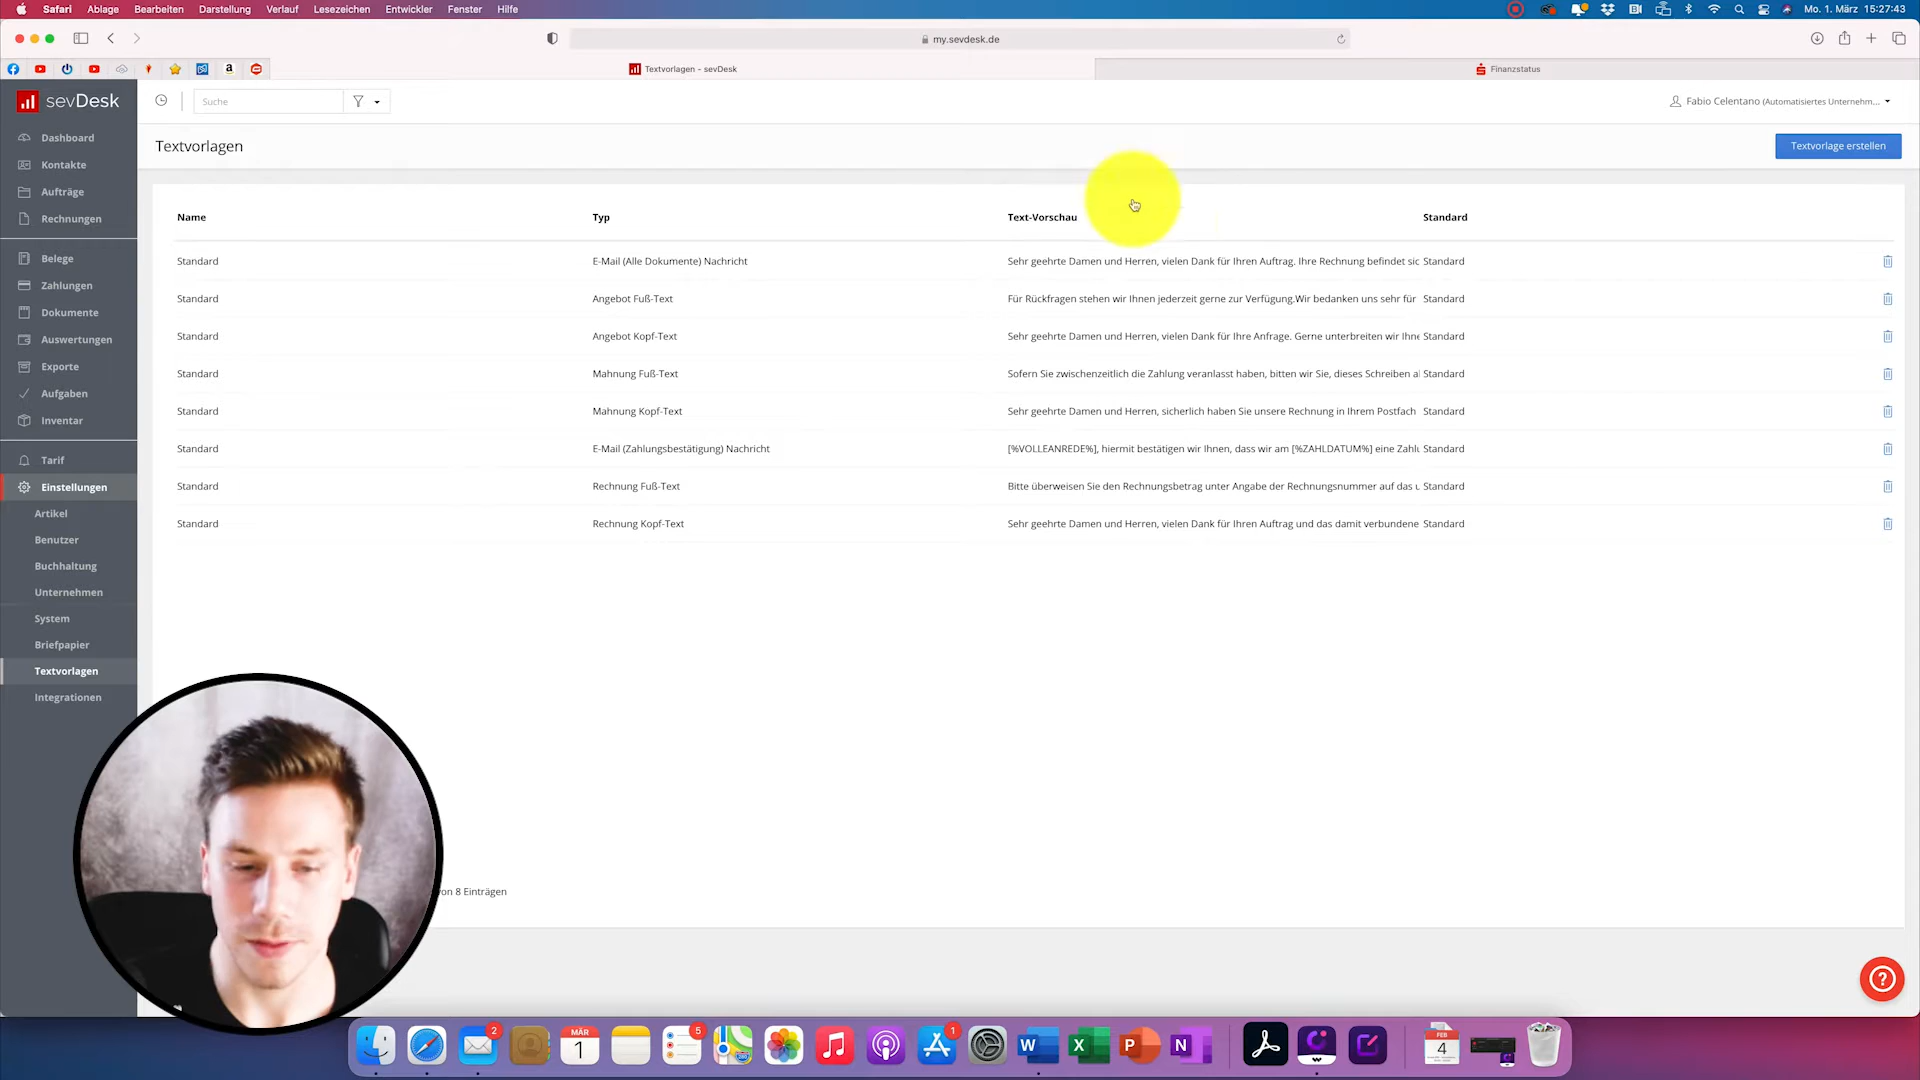 Safari Ablage Bearbeiten Darstellung Verlauf Lesezeichen Entwickler Fenster Hilfe
Mo. 1. März 15:27:43
my.sevdesk.de
Textvorlagen - sevDesk
Finanzstatus
sevDesk
Suche
Fabio Celentano (Automatisiertes Unternehm...
Dashboard
Kontakte
Aufträge
Rechnungen
Belege
Zahlungen
Dokumente
Auswertungen
Exporte
Aufgaben
Inventar
Tarif
Einstellungen
Artikel
Benutzer
Buchhaltung
Unternehmen
System
Briefpapier
Textvorlagen
Integrationen
Textvorlagen
Textvorlage erstellen
Name Typ Text-Vorschau Standard
Standard E-Mail (Alle Dokumente) Nachricht Sehr geehrte Damen und Herren, vielen Dank für Ihren Auftrag. Ihre Rechnung befindet sic Standard
Standard Angebot Fuß-Text Für Rückfragen stehen wir Ihnen jederzeit gerne zur Verfügung.Wir bedanken uns sehr für Standard
Standard Angebot Kopf-Text Sehr geehrte Damen und Herren, vielen Dank für Ihre Anfrage. Gerne unterbreiten wir Ihne Standard
Standard Mahnung Fuß-Text Sofern Sie zwischenzeitlich die Zahlung veranlasst haben, bitten wir Sie, dieses Schreiben al Standard
Standard Mahnung Kopf-Text Sehr geehrte Damen und Herren, sicherlich haben Sie unsere Rechnung in Ihrem Postfach Standard
Standard E-Mail (Zahlungsbestätigung) Nachricht [%VOLLEANREDE%], hiermit bestätigen wir Ihnen, dass wir am [%ZAHLDATUM%] eine Zahlu Standard
Standard Rechnung Fuß-Text Bitte überweisen Sie den Rechnungsbetrag unter Angabe der Rechnungsnummer auf das u Standard
Standard Rechnung Kopf-Text Sehr geehrte Damen und Herren, vielen Dank für Ihren Auftrag und das damit verbundene Standard
von 8 Einträgen
2
MÄR
1
5
1
W
X
P
N
FEB
4